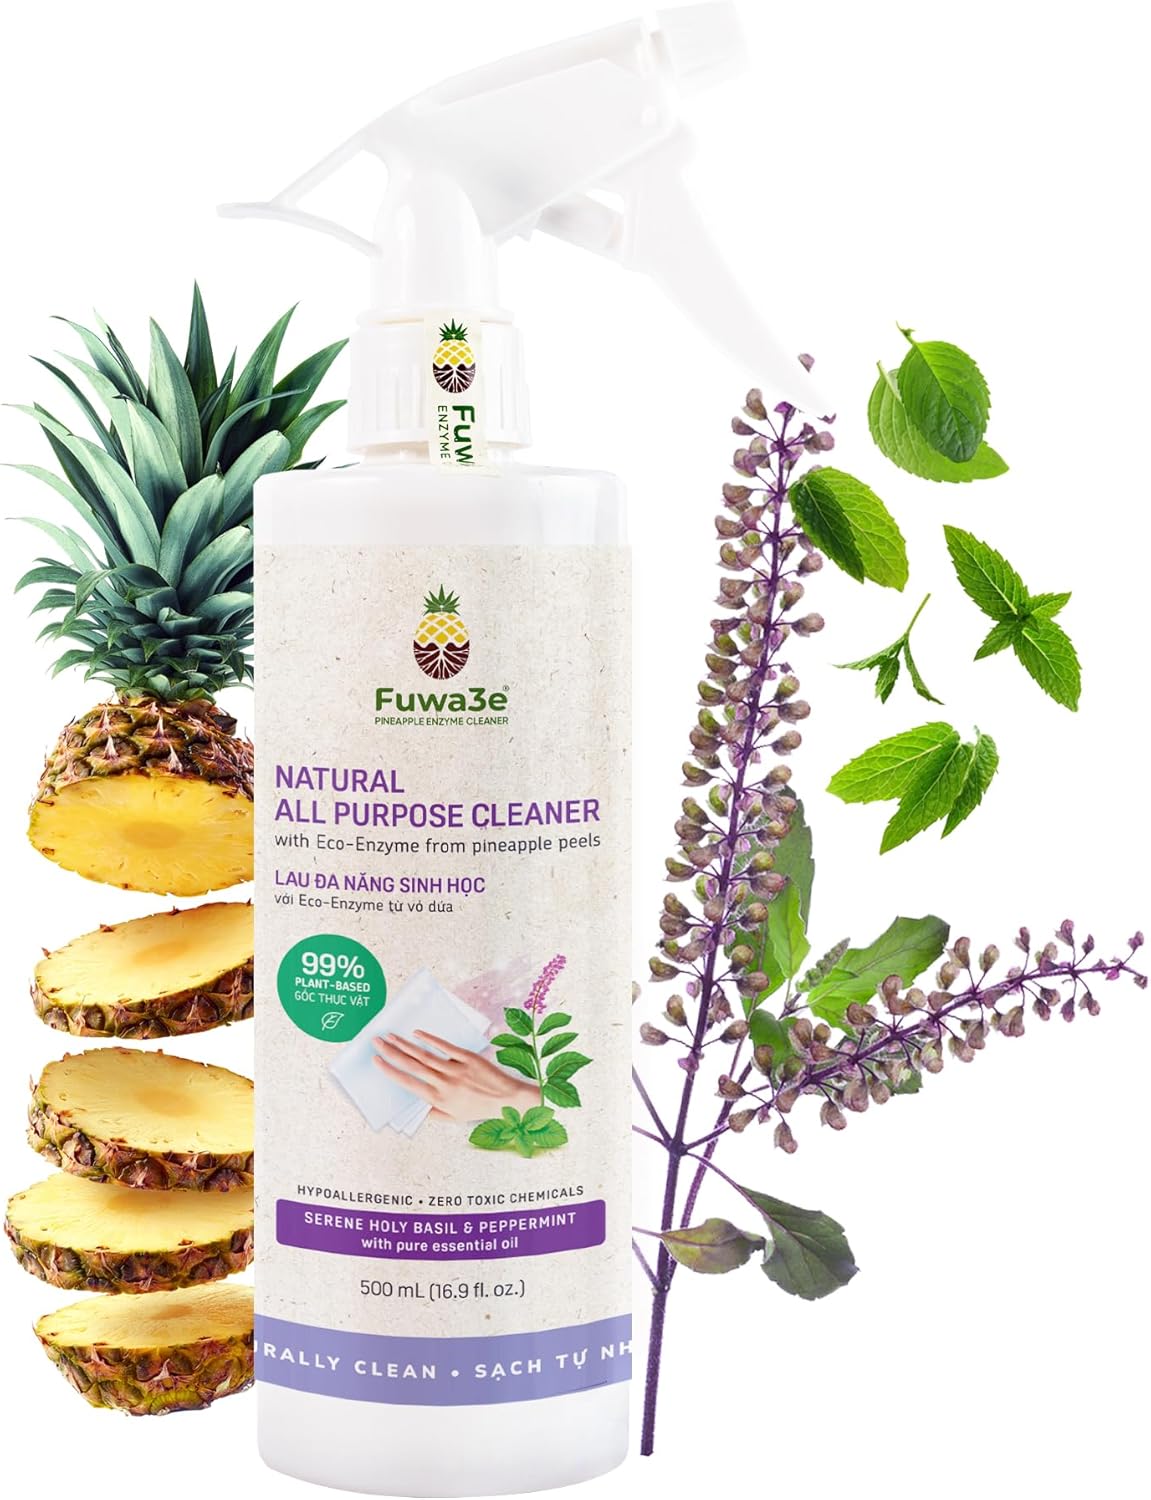 Fuw
ENZYME
Fuwa3e®
PINEAPPLE ENZYME CLEANER
NATURAL
ALL PURPOSE CLEANER
with Eco-Enzyme from pineapple peels
LAU ĐA NĂNG SINH HỌC
với Eco-Enzyme từ vỏ dứa
99%
PLANT-BASED
GỐC THỰC VẬT
HYPOALLERGENIC • ZERO TOXIC CHEMICALS
SERENE HOLY BASIL & PEPPERMINT
with pure essential oil
500 mL (16.9 fl. oz.)
URALLY CLEAN • SẠCH TỰ NH